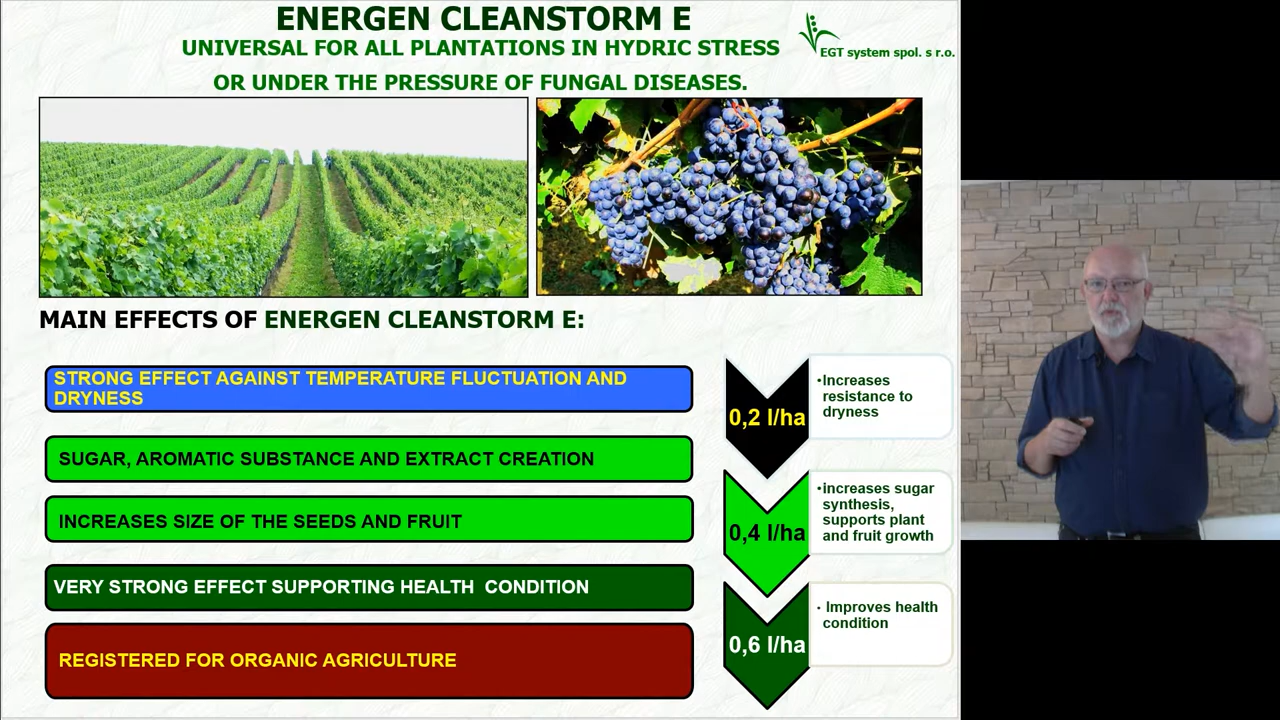 ENERGEN CLEANSTORM E
UNIVERSAL FOR ALL PLANTATIONS IN HYDRIC STRESS
OR UNDER THE PRESSURE OF FUNGAL DISEASES.
EGT system spol. s r.o.
MAIN EFFECTS OF ENERGEN CLEANSTORM E:
STRONG EFFECT AGAINST TEMPERATURE FLUCTUATION AND
DRYNESS
SUGAR, AROMATIC SUBSTANCE AND EXTRACT CREATION
INCREASES SIZE OF THE SEEDS AND FRUIT
VERY STRONG EFFECT SUPPORTING HEALTH CONDITION
REGISTERED FOR ORGANIC AGRICULTURE
0,2 l/ha
•Increases
resistance to
dryness
0,4 l/ha
•increases sugar
synthesis,
supports plant
and fruit growth
0,6 l/ha
• Improves health
condition